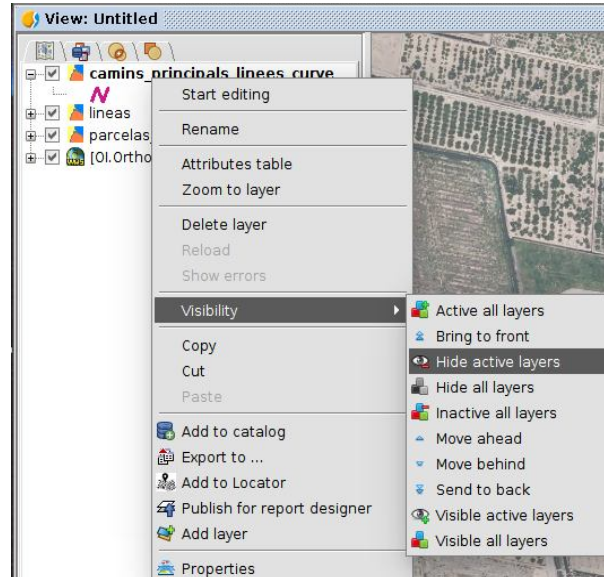 View: Untitled
camins_principals_linees_curve
lineas
parcelas_
[OI.Ortho
Start editing
Rename
Attributes table
Zoom to layer
Delete layer
Reload
Show errors
Visibility
Copy
Cut
Paste
Add to catalog
Export to ...
Add to Locator
Publish for report designer
Add layer
Properties
Active all layers
Bring to front
Hide active layers
Hide all layers
Inactive all layers
Move ahead
Move behind
Send to back
Visible active layers
Visible all layers